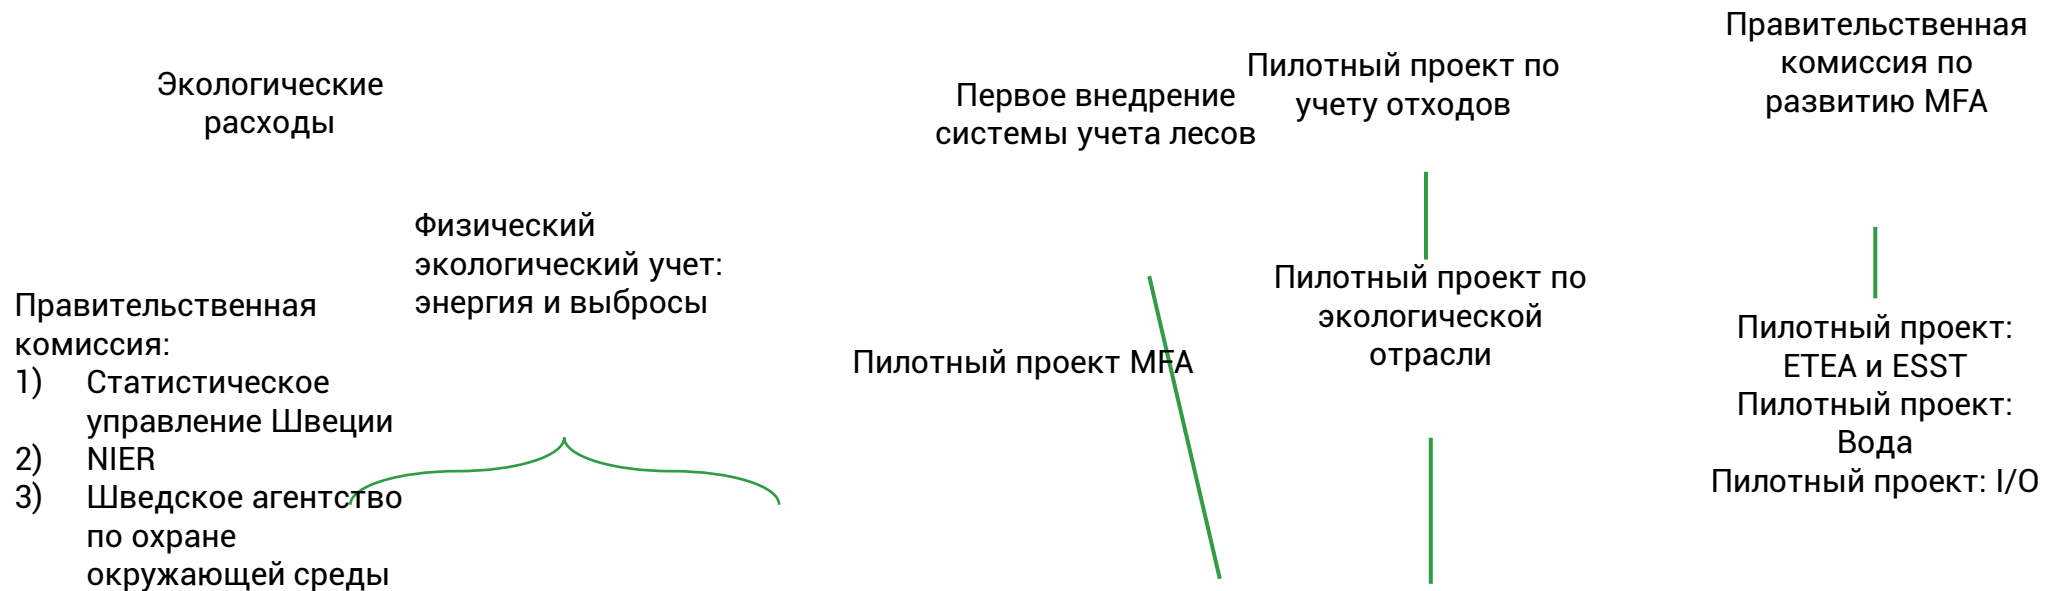 Экологические
расходы
Физический
экологический учет:
энергия и выбросы
Правительственная
комиссия:
1) Статистическое
управление Швеции
2) NIER
3) Шведское агентство
по охране
окружающей среды
Первое внедрение
системы учета лесов
Пилотный проект MFA
Пилотный проект по
учету отходов
Пилотный проект по
экологической
отрасли
Правительственная
комиссия по
развитию MFA
Пилотный проект:
ETEA и ESST
Пилотный проект:
Вода
Пилотный проект: I/O